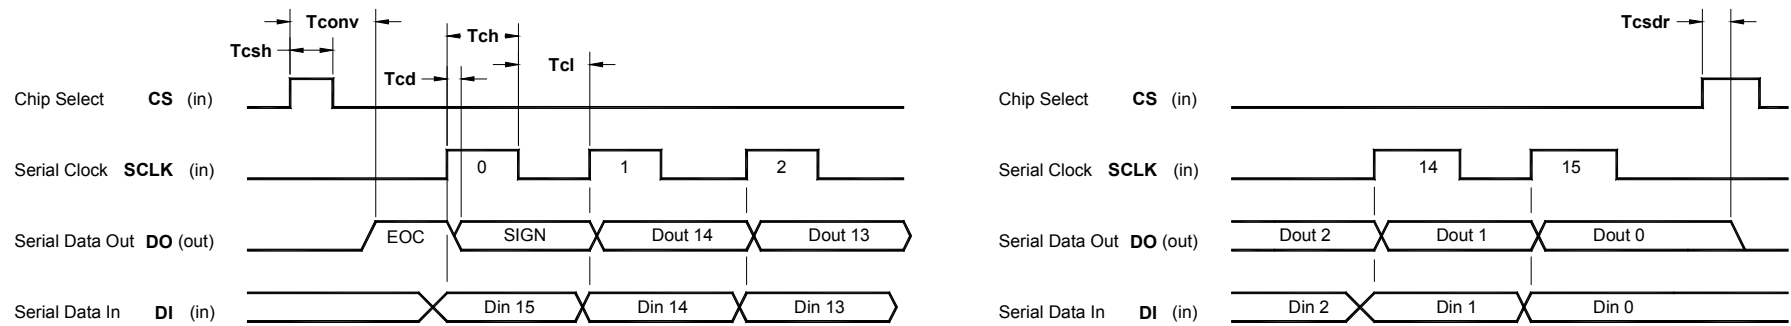 Tconv
Tcsh
Tch
Tcl
Tcd
Chip Select CS (in)
Serial Clock SCLK (in) 0 1 2
Serial Data Out DO (out) EOC SIGN Dout 14 Dout 13
Serial Data In DI (in) Din 15 Din 14 Din 13
Tcsdr
Chip Select CS (in)
Serial Clock SCLK (in) 14 15
Serial Data Out DO (out) Dout 2 Dout 1 Dout 0
Serial Data In DI (in) Din 2 Din 1 Din 0